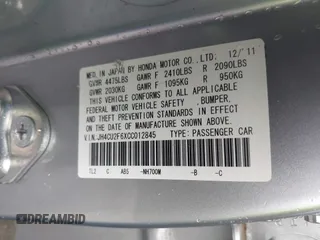 MFD. IN JAPAN BY HONDA MOTOR CO., LTD. 12/'11
GVWR 4475LBS GAWR F 2410LBS R 2090LBS
GVWR 2030KG GAWR F 1095KG R 950KG
THIS VEHICLE CONFORMS TO ALL APPLICABLE
FEDERAL MOTOR VEHICLE SAFETY, BUMPER,
AND THEFT PREVENTION STANDARDS IN EFFECT
ON THE DATE OF MANUFACTURE SHOWN ABOVE.
V.I.N. JH4CU2F6XCC012845 TYPE: PASSENGER CAR
TL2 C AB5 -NH700M -B -C
© DREAMBID